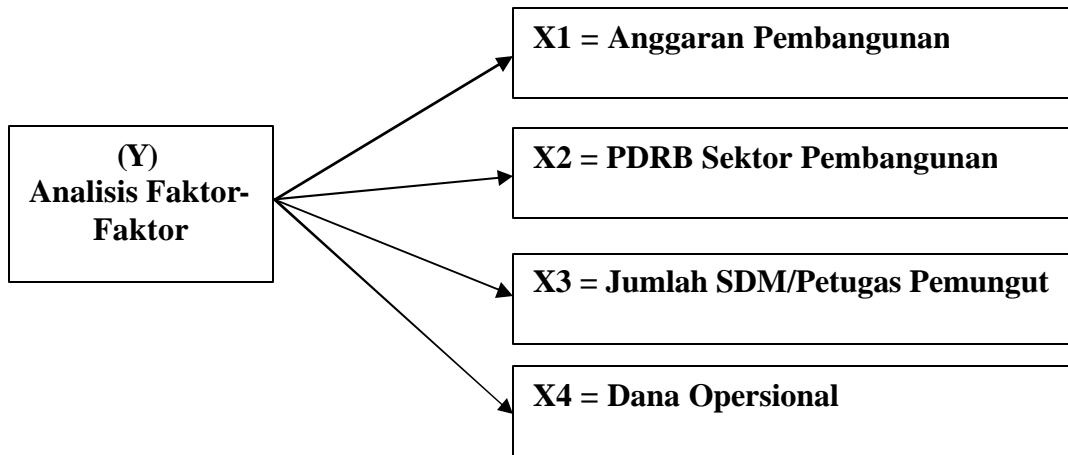 (Y)
Analisis Faktor-
Faktor
X1 = Anggaran Pembangunan
X2 = PDRB Sektor Pembangunan
X3 = Jumlah SDM/Petugas Pemungut
X4 = Dana Opersional